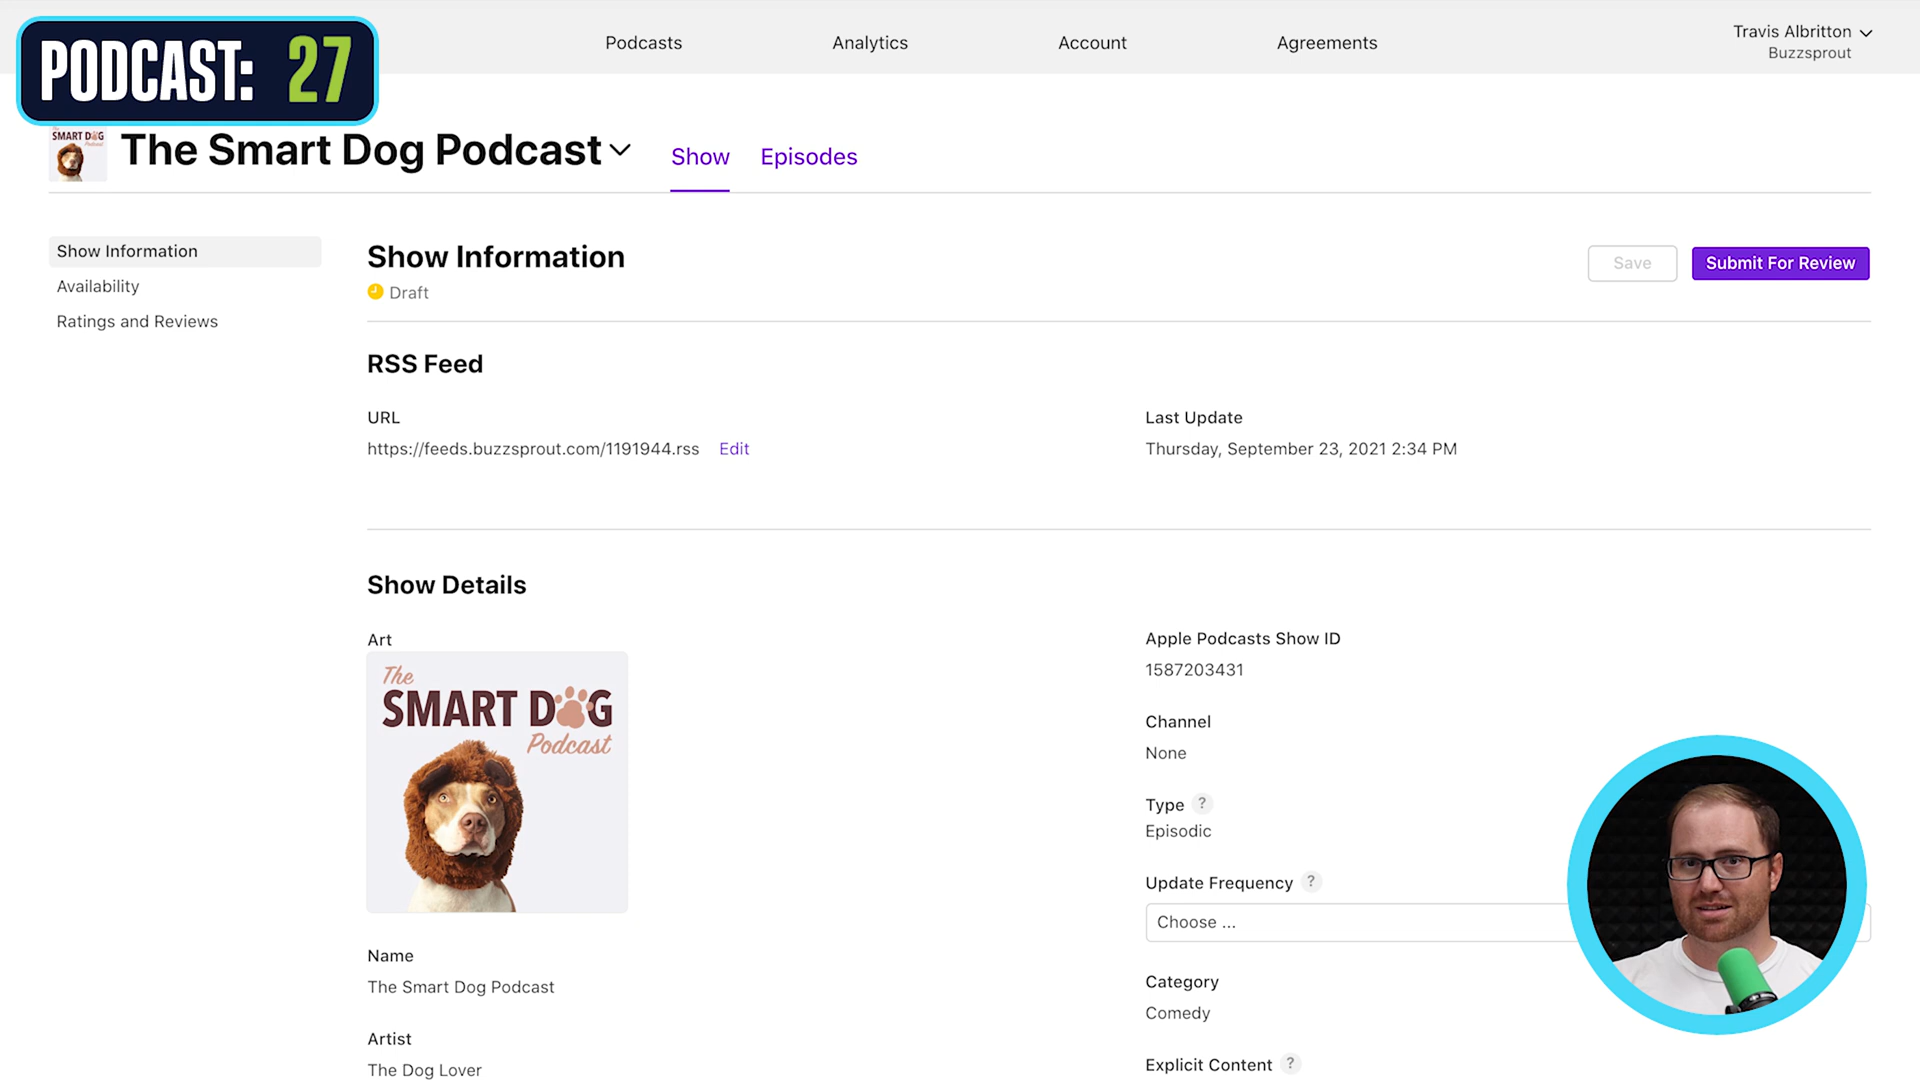 PODCAST: 27
Podcasts
Analytics
Account
Agreements
Travis Albritton
Buzzsprout
SMART DOG
Podcast
The Smart Dog Podcast
Show
Episodes
Show Information
Availability
Ratings and Reviews
Show Information
Draft
Save
Submit For Review
RSS Feed
URL
https://feeds.buzzsprout.com/1191944.rss
Edit
Last Update
Thursday, September 23, 2021 2:34 PM
Show Details
Art
The
SMART DOG
Podcast
Name
The Smart Dog Podcast
Artist
The Dog Lover
Apple Podcasts Show ID
1587203431
Channel
None
Type ?
Episodic
Update Frequency ?
Choose ...
Category
Comedy
Explicit Content ?